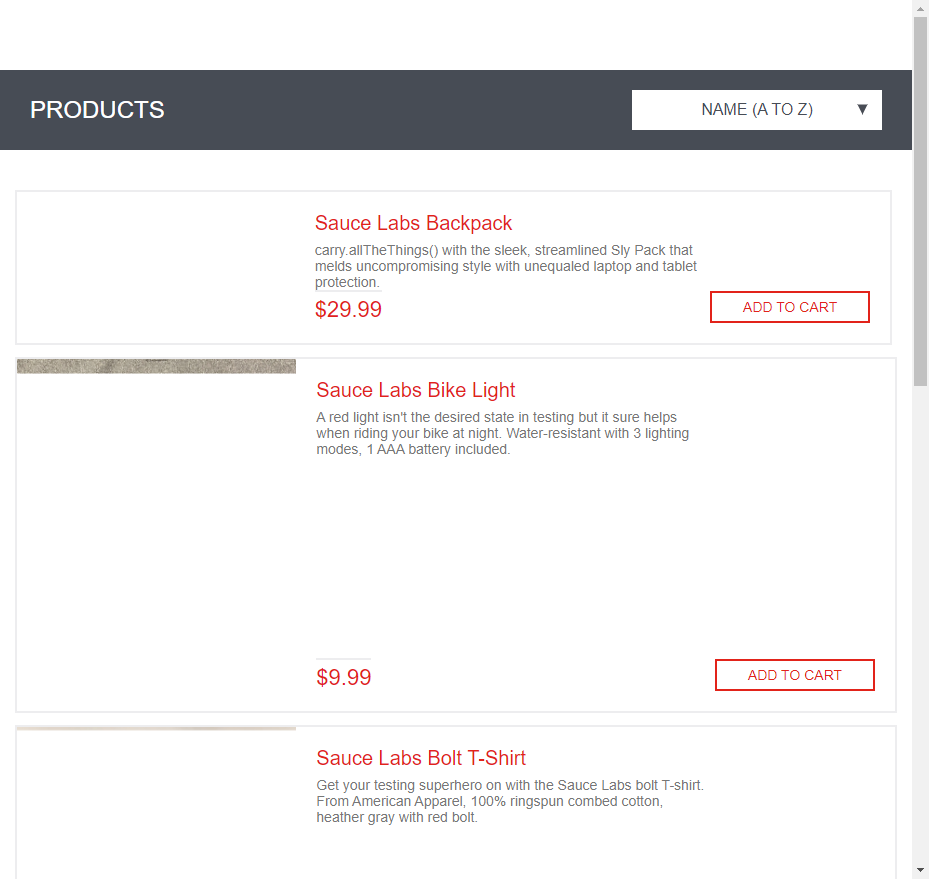 PRODUCTS
NAME (A TO Z)
Sauce Labs Backpack
carry.allTheThings() with the sleek, streamlined Sly Pack that
melds uncompromising style with unequaled laptop and tablet
protection.
$29.99
ADD TO CART
Sauce Labs Bike Light
A red light isn't the desired state in testing but it sure helps
when riding your bike at night. Water-resistant with 3 lighting
modes, 1 AAA battery included.
$9.99
ADD TO CART
Sauce Labs Bolt T-Shirt
Get your testing superhero on with the Sauce Labs bolt T-shirt.
From American Apparel, 100% ringspun combed cotton,
heather gray with red bolt.